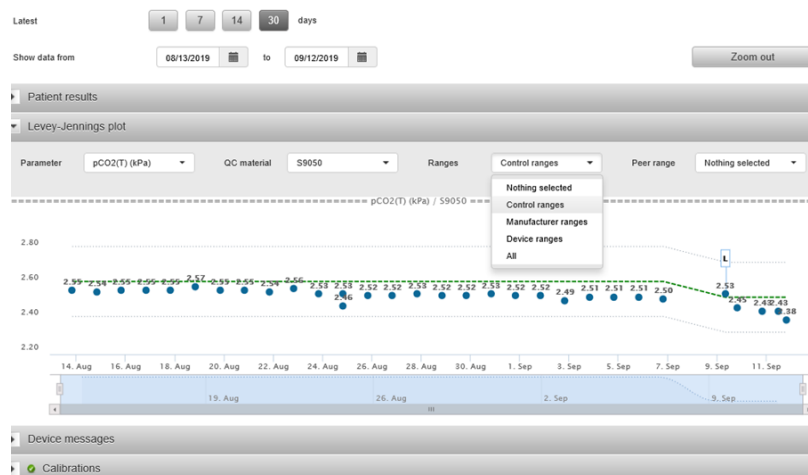 Latest 1 7 14 30 days
Show data from 08/13/2019 to 09/12/2019 Zoom out
Patient results
Levey-Jennings plot
Parameter pCO2(T) (kPa) QC material S9050 Ranges Control ranges Peer range Nothing selected
Nothing selected
Control ranges
Manufacturer ranges
Device ranges
All
pCO2(T) (kPa) / S9050
2.80
L
2.60
2.55 2.54 2.55 2.55 2.55 2.57 2.55 2.55 2.54 2.56 2.53 2.53 2.52 2.52 2.53 2.52 2.52 2.53 2.52 2.52 2.49 2.51 2.51 2.51 2.50 2.53
2.46 2.45 2.43 2.43
2.40 2.38
2.20
14. Aug 16. Aug 18. Aug 20. Aug 22. Aug 24. Aug 26. Aug 28. Aug 30. Aug 1. Sep 3. Sep 5. Sep 7. Sep 9. Sep 11. Sep
19. Aug 26. Aug 2. Sep 9. Sep
Device messages
Calibrations